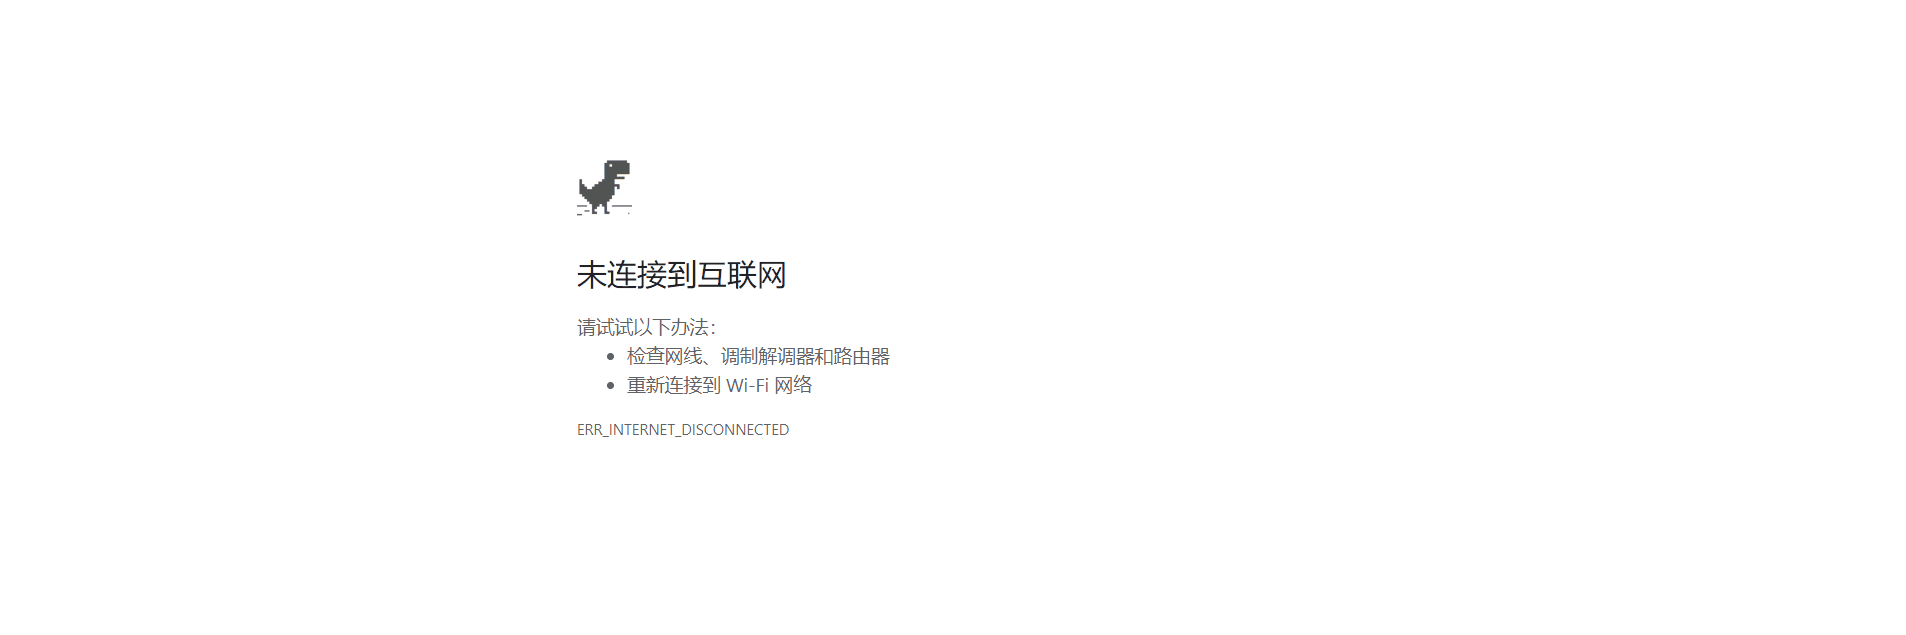 未连接到互联网
请试试以下办法：
检查网线、调制解调器和路由器
重新连接到 Wi-Fi 网络
ERR_INTERNET_DISCONNECTED